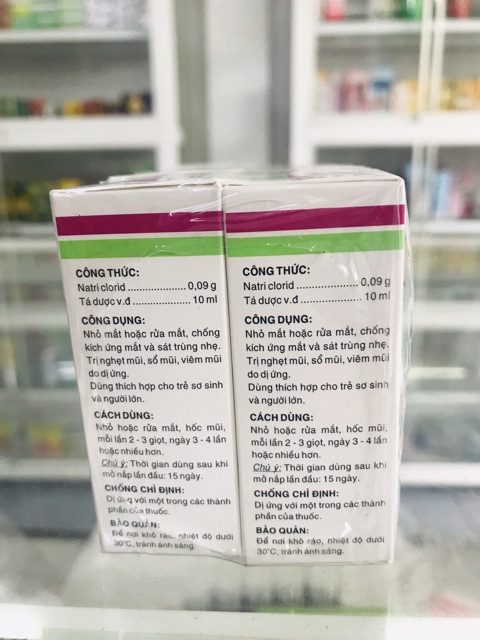 CÔNG THỨC:
Natri clorid ..................... 0,09 g
Tá dược v.đ .................... 10 ml
CÔNG DỤNG:
Nhỏ mắt hoặc rửa mắt, chống
kích ứng mắt và sát trùng nhẹ.
Trị nghẹt mũi, sổ mũi, viêm mũi
do dị ứng.
Dùng thích hợp cho trẻ sơ sinh
và người lớn.
CÁCH DÙNG:
Nhỏ hoặc rửa mắt, hốc mũi,
mỗi lần 2 - 3 giọt, ngày 3 - 4 lần
hoặc nhiều hơn.
Chú ý: Thời gian dùng sau khi
mở nắp lần đầu: 15 ngày.
CHỐNG CHỈ ĐỊNH:
Dị ứng với một trong các thành
phần của thuốc.
BẢO QUẢN:
Để nơi khô ráo, nhiệt độ dưới
30°C, tránh ánh sáng.
CÔNG THỨC:
Natri clorid ..................... 0,09 g
Tá dược v.đ .................... 10 ml
CÔNG DỤNG:
Nhỏ mắt hoặc rửa mắt, chống
kích ứng mắt và sát trùng nhẹ.
Trị nghẹt mũi, sổ mũi, viêm mũi
do dị ứng.
Dùng thích hợp cho trẻ sơ sinh
và người lớn.
CÁCH DÙNG:
Nhỏ hoặc rửa mắt, hốc mũi,
mỗi lần 2 - 3 giọt, ngày 3 - 4 lần
hoặc nhiều hơn.
Chú ý: Thời gian dùng sau khi
mở nắp lần đầu: 15 ngày.
CHỐNG CHỈ ĐỊNH:
Dị ứng với một trong các thành
phần của thuốc.
BẢO QUẢN:
Để nơi khô ráo, nhiệt độ dưới
30°C, tránh ánh sáng.